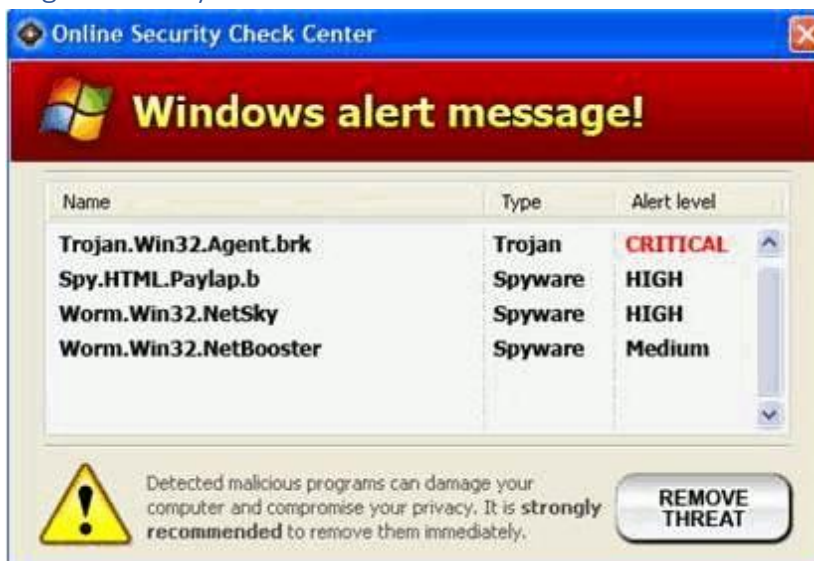 Online Security Check Center
Windows alert message!
Name Type Alert level
Trojan.Win32.Agent.brk Trojan CRITICAL
Spy.HTML.Paylap.b Spyware HIGH
Worm.Win32.NetSky Spyware HIGH
Worm.Win32.NetBooster Spyware Medium
Detected malicious programs can damage your
computer and compromise your privacy. It is strongly
recommended to remove them immediately.
REMOVE
THREAT